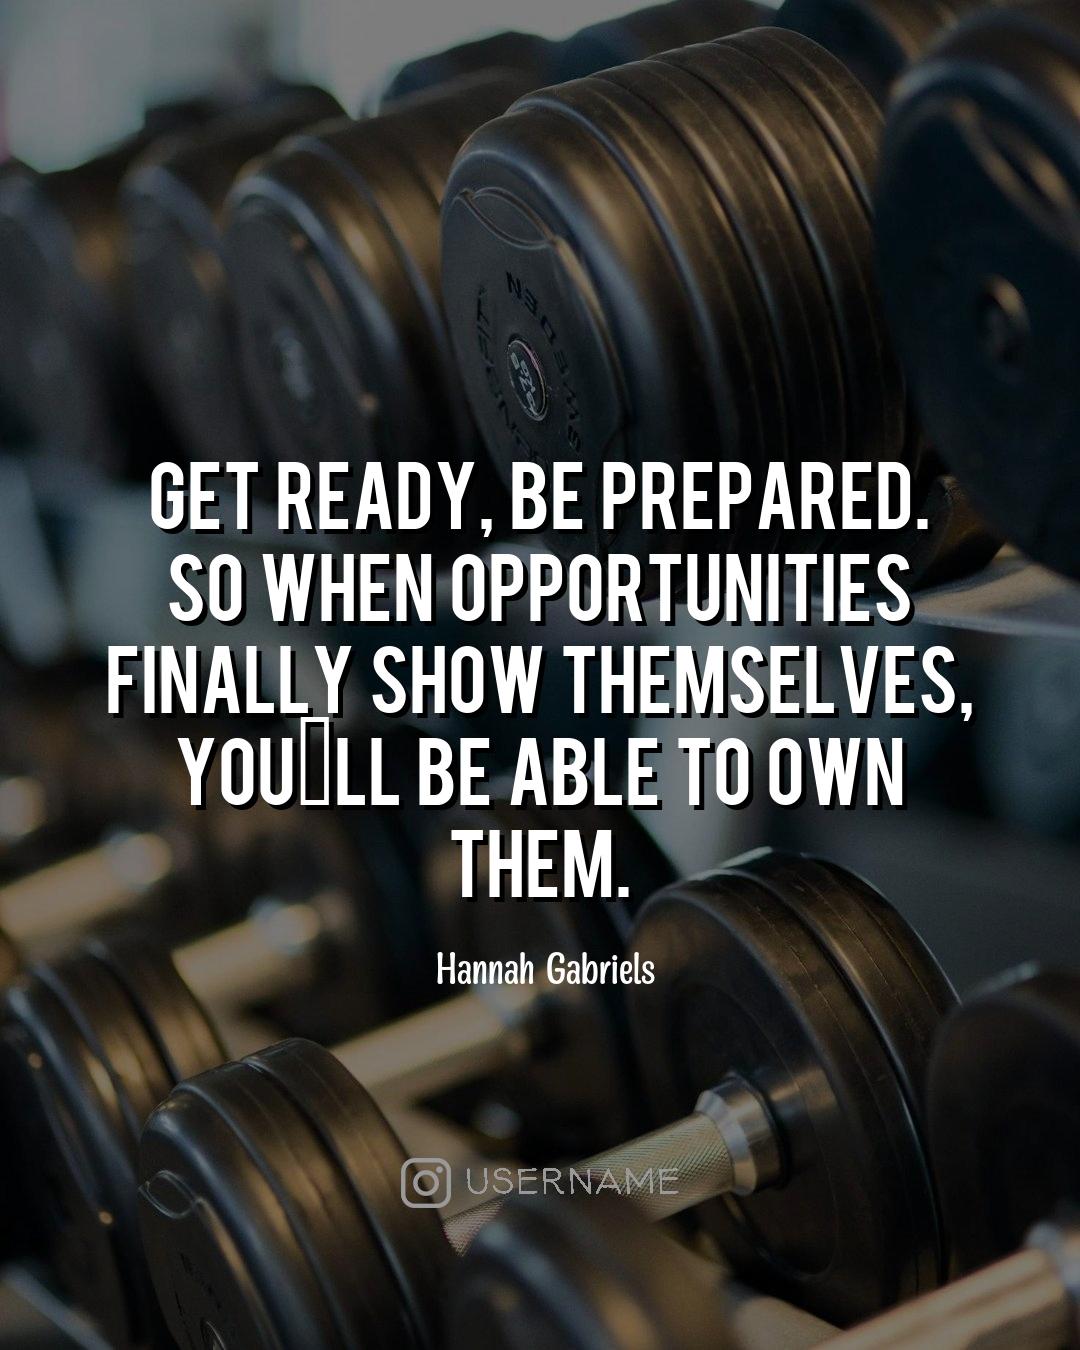 GET READY, BE PREPARED.
SO WHEN OPPORTUNITIES
FINALLY SHOW THEMSELVES,
YOU▯LL BE ABLE TO OWN
THEM.
Hannah Gabriels
USERNAME